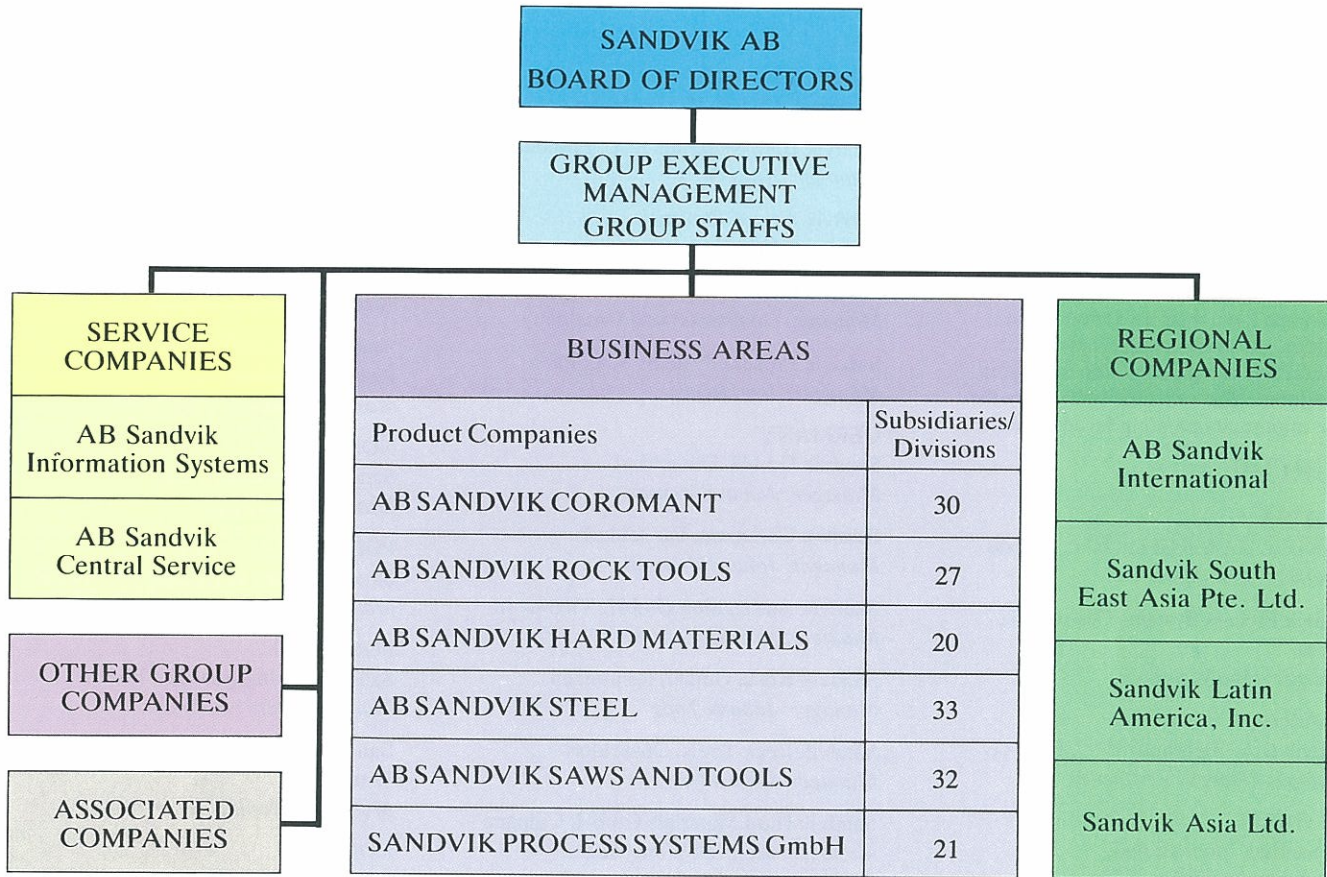 SANDVIK AB
BOARD OF DIRECTORS
GROUP EXECUTIVE
MANAGEMENT
GROUP STAFFS
SERVICE
COMPANIES
AB Sandvik
Information Systems
AB Sandvik
Central Service
OTHER GROUP
COMPANIES
ASSOCIATED
COMPANIES
BUSINESS AREAS
Product Companies
Subsidiaries/
Divisions
AB SANDVIK COROMANT 30
AB SANDVIK ROCK TOOLS 27
AB SANDVIK HARD MATERIALS 20
AB SANDVIK STEEL 33
AB SANDVIK SAWS AND TOOLS 32
SANDVIK PROCESS SYSTEMS GmbH 21
REGIONAL
COMPANIES
AB Sandvik
International
Sandvik South
East Asia Pte. Ltd.
Sandvik Latin
America, Inc.
Sandvik Asia Ltd.